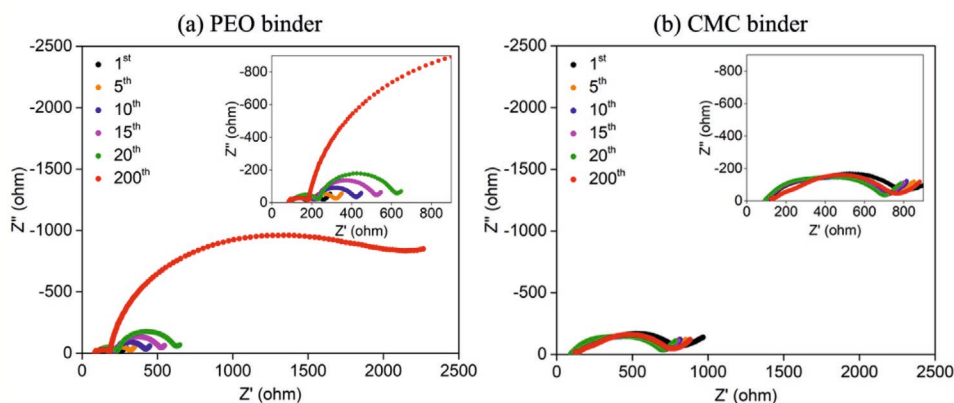 (a) PEO binder
-2500
-2000
-1500
-1000
-500
0
Z'' (ohm)
1st
5th
10th
15th
20th
200th
-800
-600
-400
-200
0
Z'' (ohm)
0 200 400 600 800
Z' (ohm)
0 500 1000 1500 2000 2500
Z' (ohm)
(b) CMC binder
-2500
-2000
-1500
-1000
-500
0
Z'' (ohm)
1st
5th
10th
15th
20th
200th
-800
-600
-400
-200
0
Z'' (ohm)
0 200 400 600 800
Z' (ohm)
0 500 1000 1500 2000 2500
Z' (ohm)